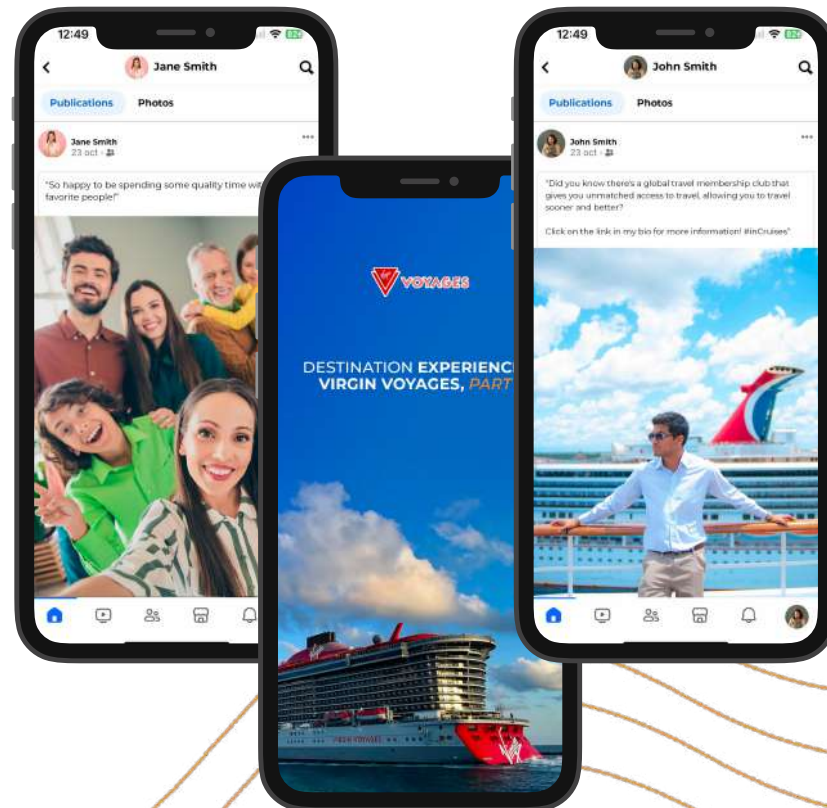 12:49
Jane Smith
Publications
Photos
Jane Smith
23 oct
"So happy to be spending some quality time
favorite people!"
VOYAGES
DESTINATION EXPERIENC
VIRGIN VOYAGES, PART
VIRGIN VOYAGES
12:49
John Smith
Publications
Photos
John Smith
23 oct
"Did you know there's a global travel membership club that
gives you unmatched access to travel, allowing you to travel
sooner and better?
Click on the link in my bio for more information! #inCruises"